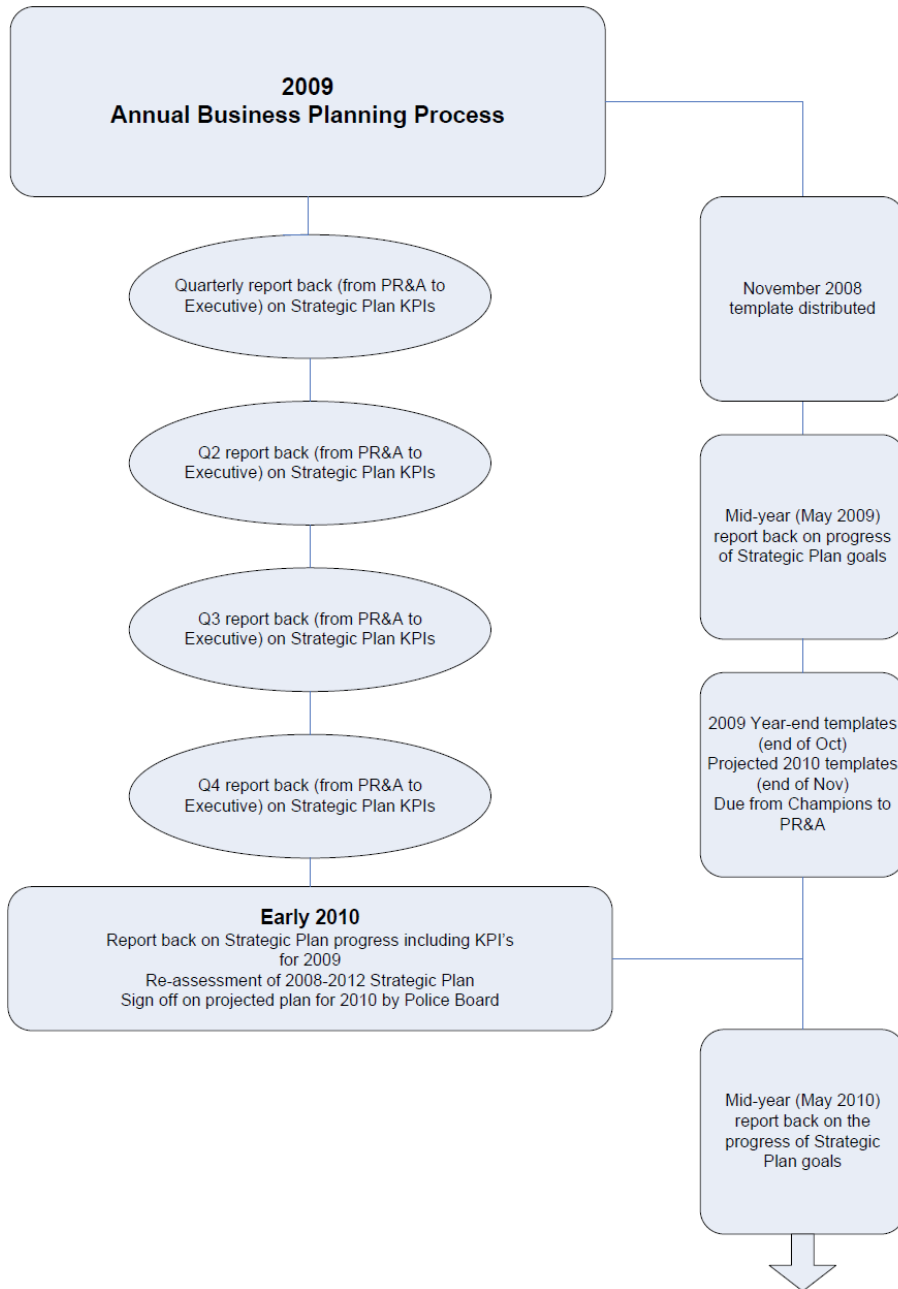 2009
Annual Business Planning Process
Quarterly report back (from PR&A to
Executive) on Strategic Plan KPIs
Q2 report back (from PR&A to
Executive) on Strategic Plan KPIs
Q3 report back (from PR&A to
Executive) on Strategic Plan KPIs
Q4 report back (from PR&A to
Executive) on Strategic Plan KPIs
Early 2010
Report back on Strategic Plan progress including KPI's
for 2009
Re-assessment of 2008-2012 Strategic Plan
Sign off on projected plan for 2010 by Police Board
November 2008
template distributed
Mid-year (May 2009)
report back on progress
of Strategic Plan goals
2009 Year-end templates
(end of Oct)
Projected 2010 templates
(end of Nov)
Due from Champions to
PR&A
Mid-year (May 2010)
report back on the
progress of Strategic
Plan goals